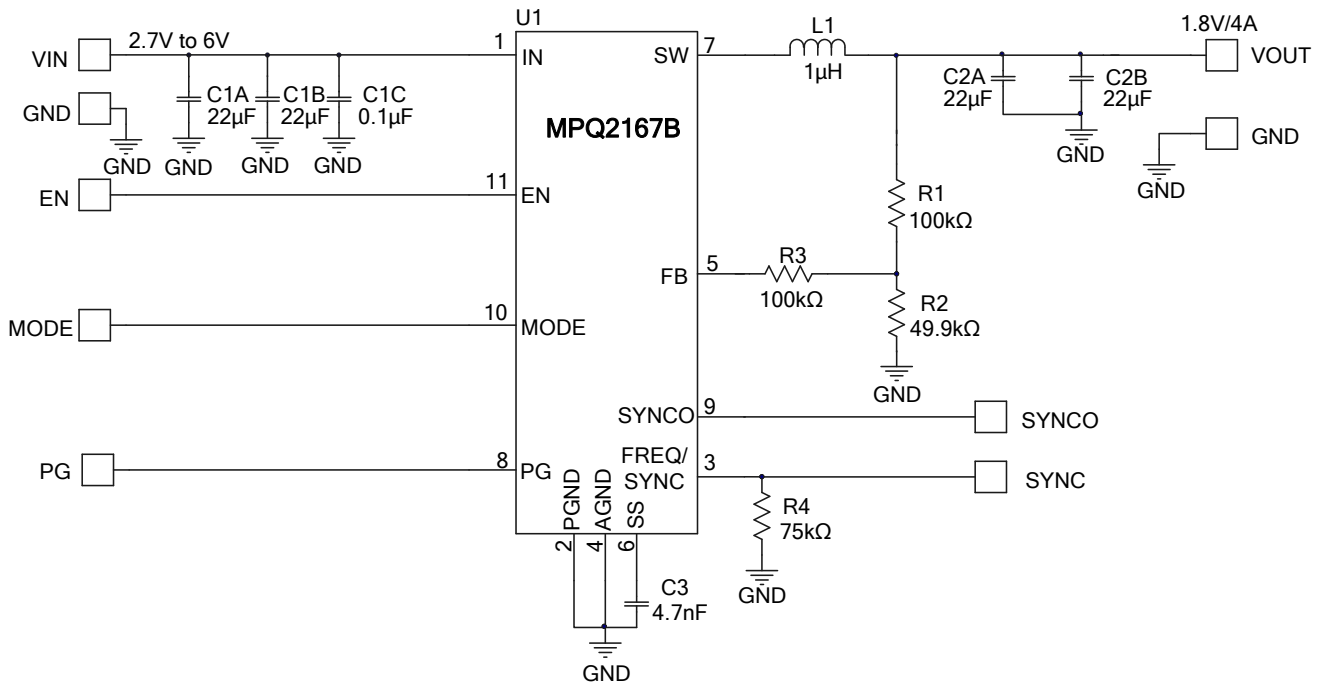 U1
MPQ2167B
VIN
2.7V to 6V
1
IN
C1A
22μF
C1B
22μF
C1C
0.1μF
GND
GND
GND
GND
GND
EN
11
EN
MODE
10
MODE
PG
8
PG
SW
7
L1
1μH
C2A
22μF
C2B
22μF
1.8V/4A
VOUT
GND
GND
GND
R1
100kΩ
FB
5
R3
100kΩ
R2
49.9kΩ
GND
SYNCO
9
SYNCO
FREQ/
SYNC
3
SYNC
R4
75kΩ
GND
PGND
AGND
SS
2
4
6
C3
4.7nF
GND